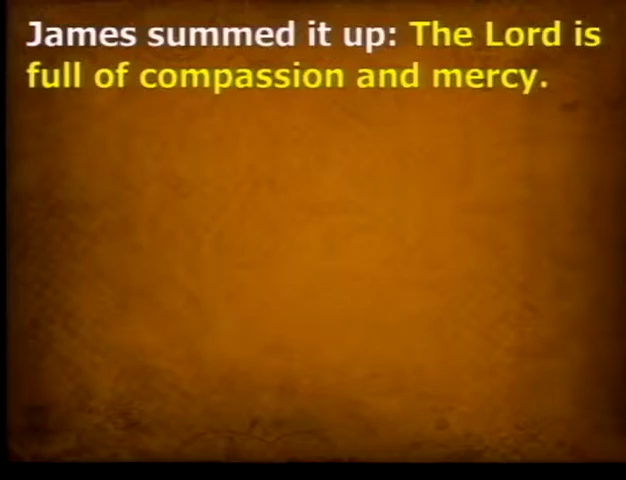 James summed it up: The Lord is
full of compassion and mercy.